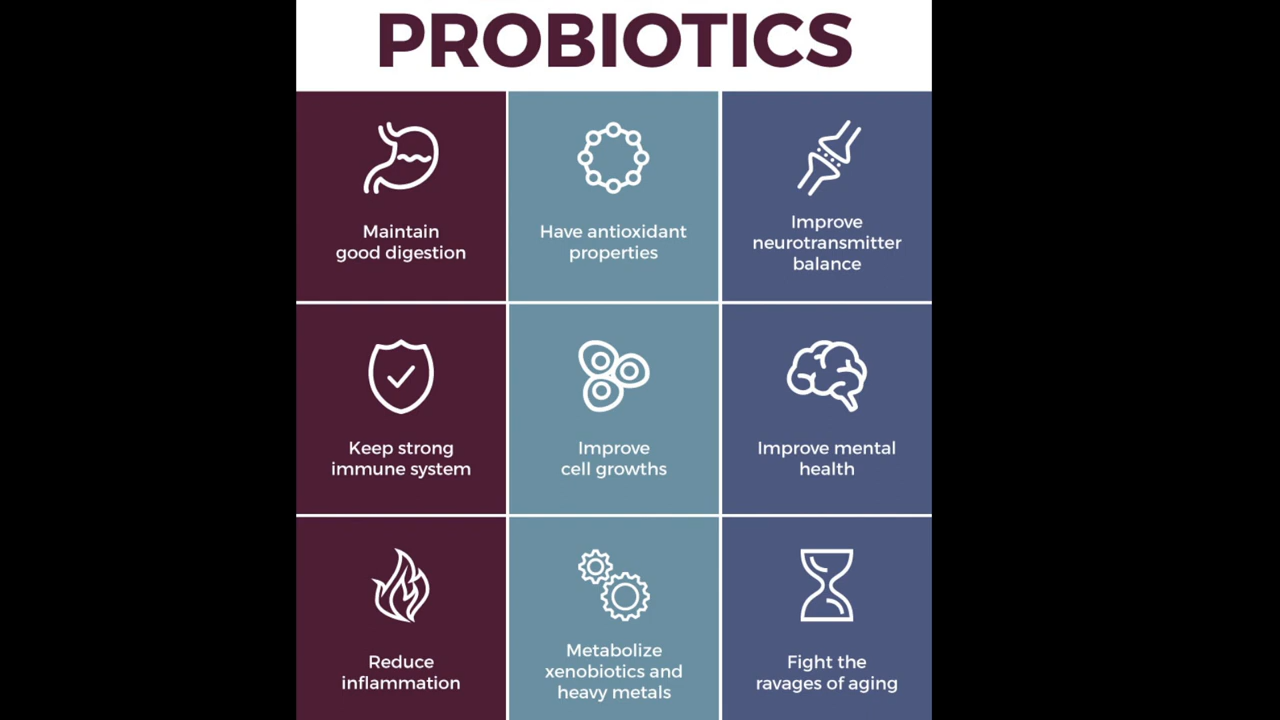 PROBIOTICS
Maintain
good digestion
Have antioxidant
properties
Improve
neurotransmitter
balance
Keep strong
immune system
Improve
cell growths
Improve mental
health
Reduce
inflammation
Metabolize
xenobiotics and
heavy metals
Fight the
ravages of aging